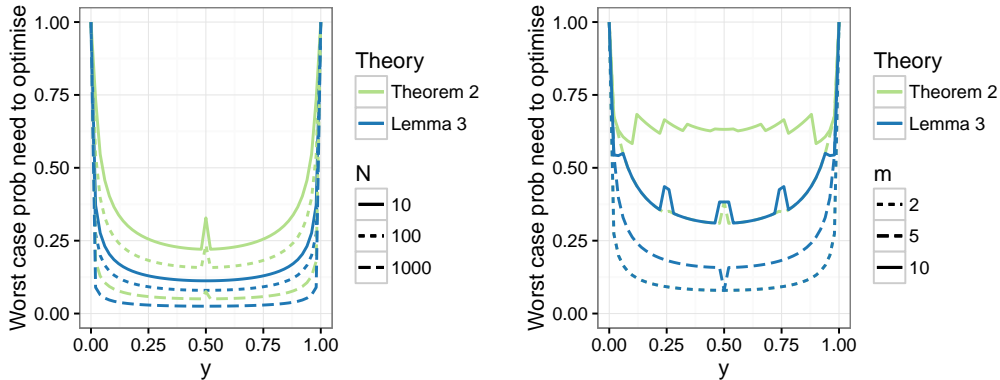 Worst case prob need to optimise
1.00
0.75
0.50
0.25
0.00
0.00 0.25 0.50 0.75 1.00
y
Theory
Theorem 2
Lemma 3
N
10
100
1000
Worst case prob need to optimise
1.00
0.75
0.50
0.25
0.00
0.00 0.25 0.50 0.75 1.00
y
Theory
Theorem 2
Lemma 3
m
2
5
10